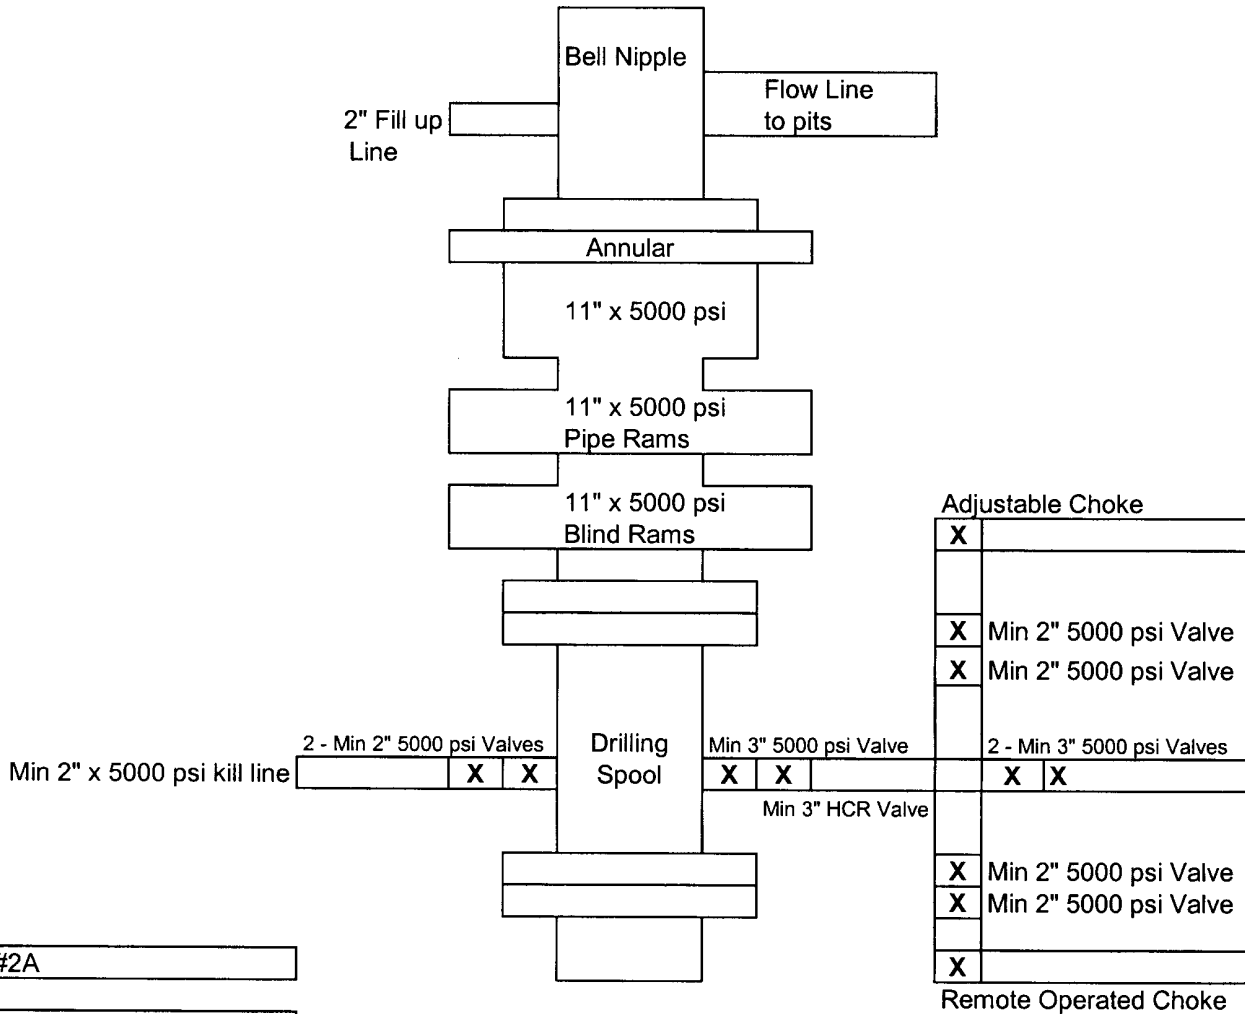 Bell Nipple
Flow Line
to pits
2" Fill up
Line
Annular
11" x 5000 psi
11" x 5000 psi
Pipe Rams
11" x 5000 psi
Blind Rams
Adjustable Choke
X
X Min 2" 5000 psi Valve
X Min 2" 5000 psi Valve
2 - Min 2" 5000 psi Valves
Drilling
Spool
Min 3" 5000 psi Valve
2 - Min 3" 5000 psi Valves
Min 2" x 5000 psi kill line
X X
X X
X X
Min 3" HCR Valve
X Min 2" 5000 psi Valve
X Min 2" 5000 psi Valve
#2A
X
Remote Operated Choke